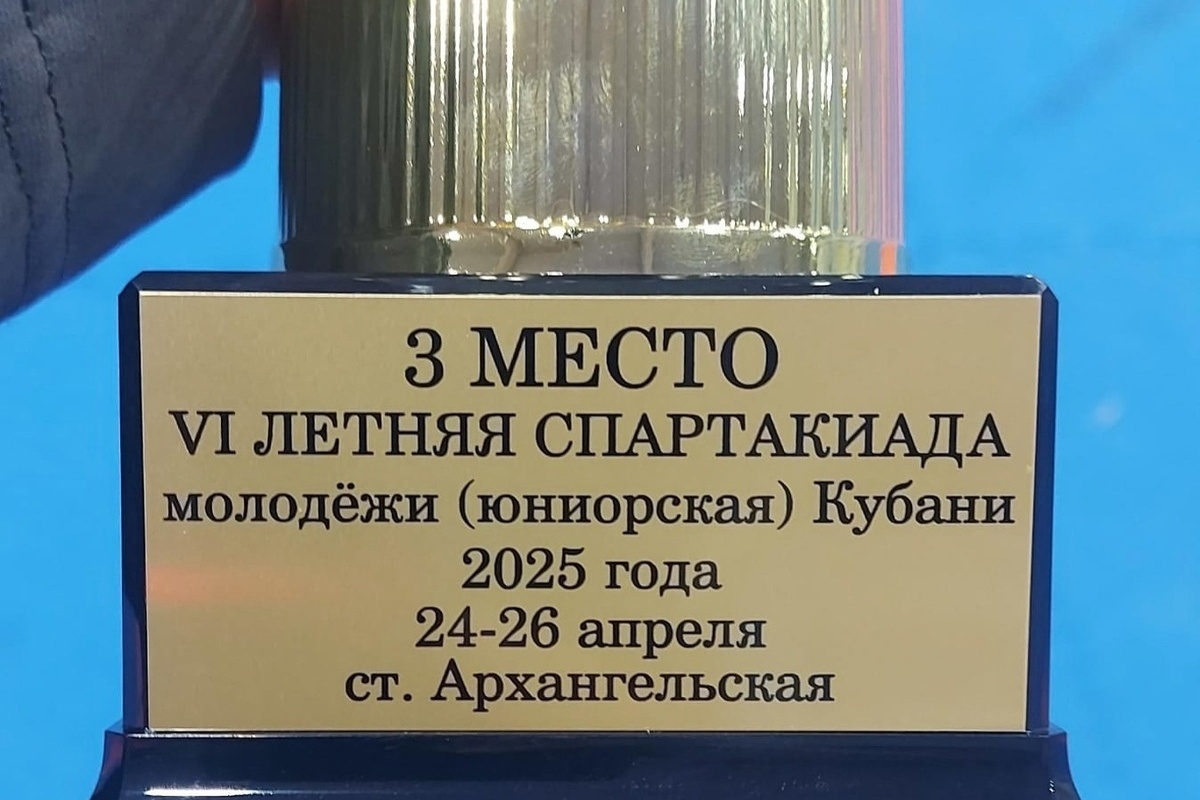 3 МЕСТО
VI ЛЕТНЯЯ СПАРТАКИАДА
молодёжи (юниорская) Кубани
2025 года
24-26 апреля
ст. Архангельская